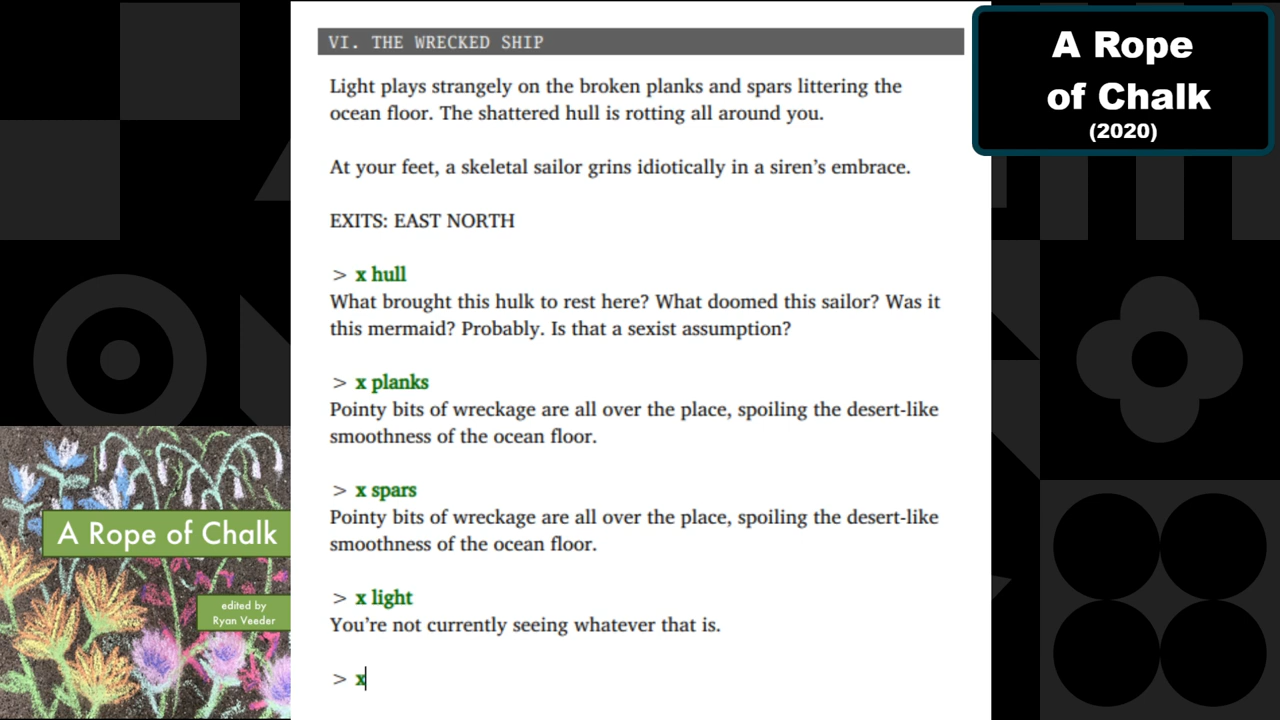 VI. THE WRECKED SHIP
Light plays strangely on the broken planks and spars littering the
ocean floor. The shattered hull is rotting all around you.
At your feet, a skeletal sailor grins idiotically in a siren’s embrace.
EXITS: EAST NORTH
> x hull
What brought this hulk to rest here? What doomed this sailor? Was it
this mermaid? Probably. Is that a sexist assumption?
> x planks
Pointy bits of wreckage are all over the place, spoiling the desert-like
smoothness of the ocean floor.
> x spars
Pointy bits of wreckage are all over the place, spoiling the desert-like
smoothness of the ocean floor.
> x light
You’re not currently seeing whatever that is.
> x
A Rope
of Chalk
(2020)
A Rope of Chalk
edited by
Ryan Veeder